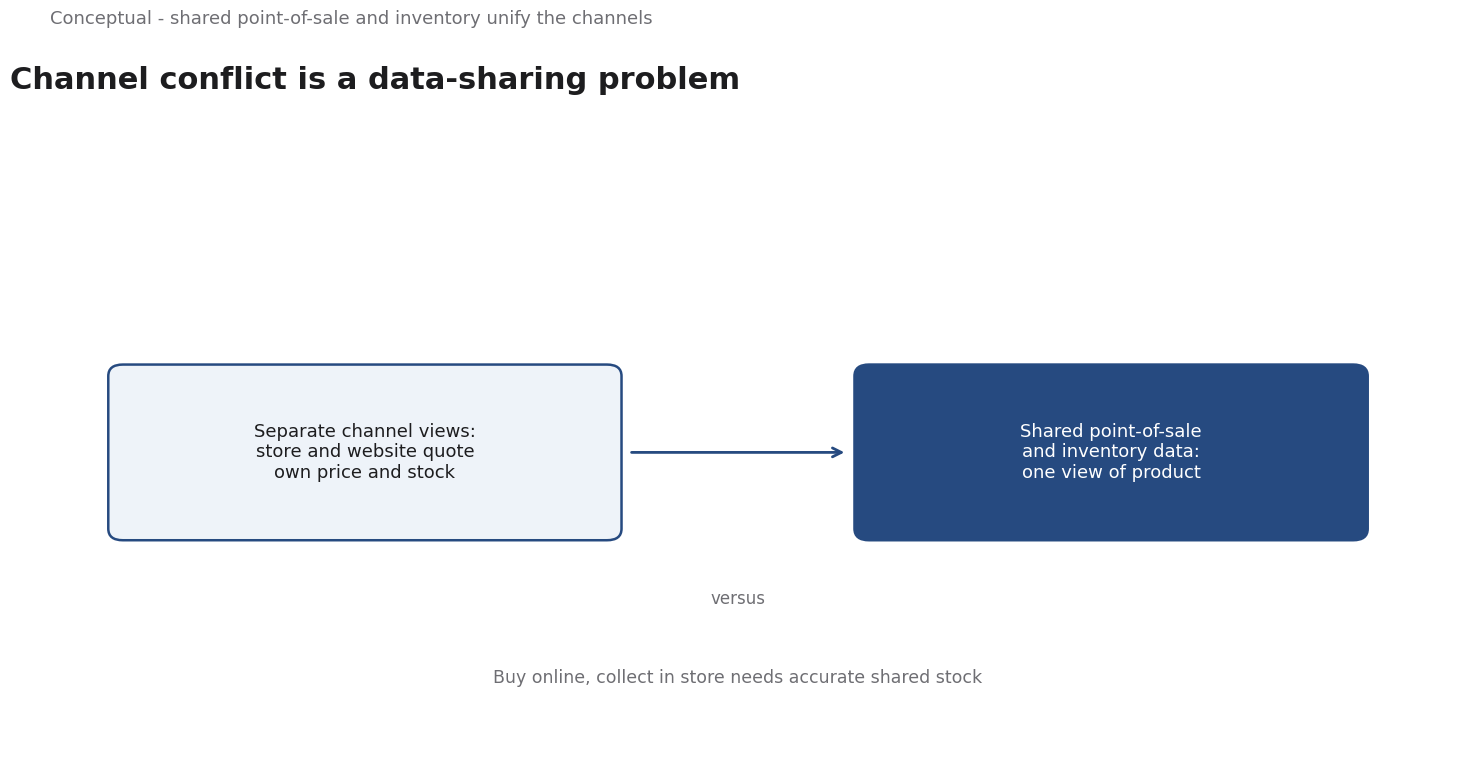 Conceptual - shared point-of-sale and inventory unify the channels
Channel conflict is a data-sharing problem
Separate channel views:
store and website quote
own price and stock
Shared point-of-sale
and inventory data:
one view of product
versus
Buy online, collect in store needs accurate shared stock